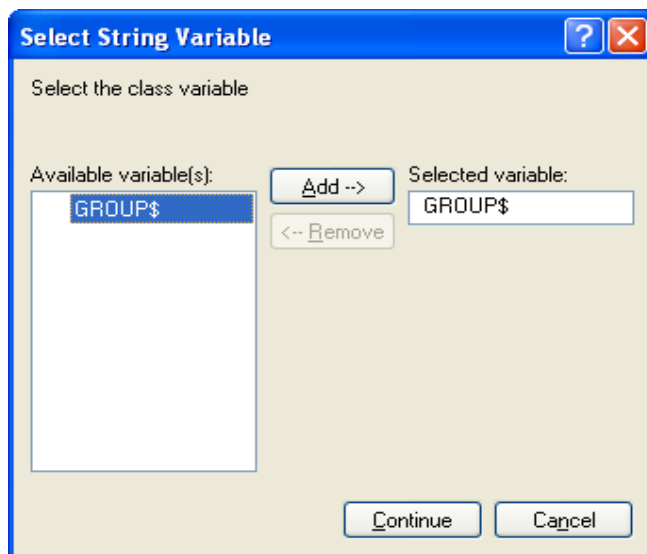 Select String Variable
Select the class variable
Available variable(s):
GROUP$
Add -->
<-- Remove
Selected variable:
GROUP$
Continue
Cancel